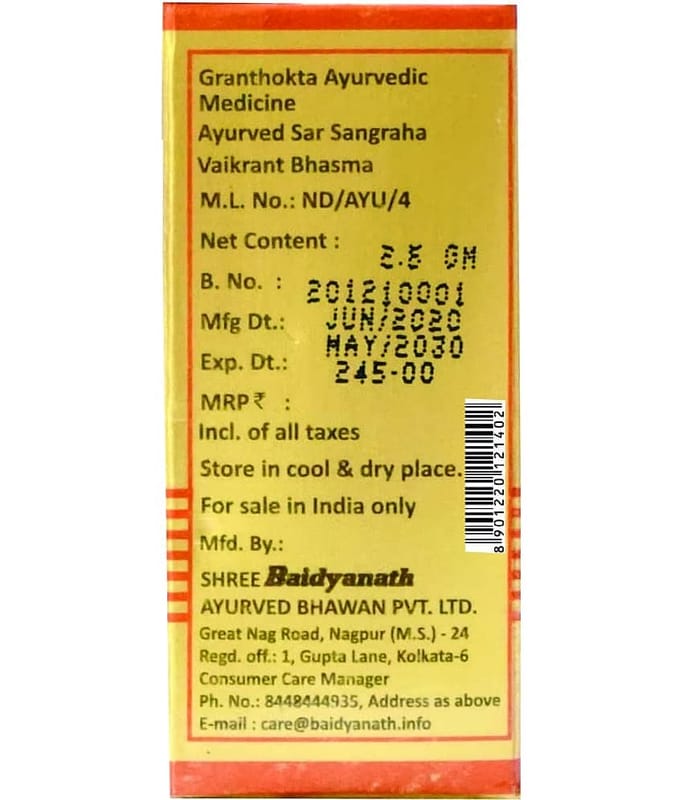 Granthokta Ayurvedic
Medicine
Ayurved Sar Sangraha
Vaikrant Bhasma
M.L. No.: ND/AYU/4
Net Content : 2.5 GM
B. No. : 201210001
Mfg Dt.: JUN/2020
Exp. Dt.: MAY/2030
MRP ₹ : 245-00
Incl. of all taxes
Store in cool & dry place.
For sale in India only
Mfd. By.:
SHREE Baidyanath
AYURVED BHAWAN PVT. LTD.
Great Nag Road, Nagpur (M.S.) - 24
Regd. off.: 1, Gupta Lane, Kolkata-6
Consumer Care Manager
Ph. No.: 8448444935, Address as above
E-mail : care@baidyanath.info
8 901220 121402